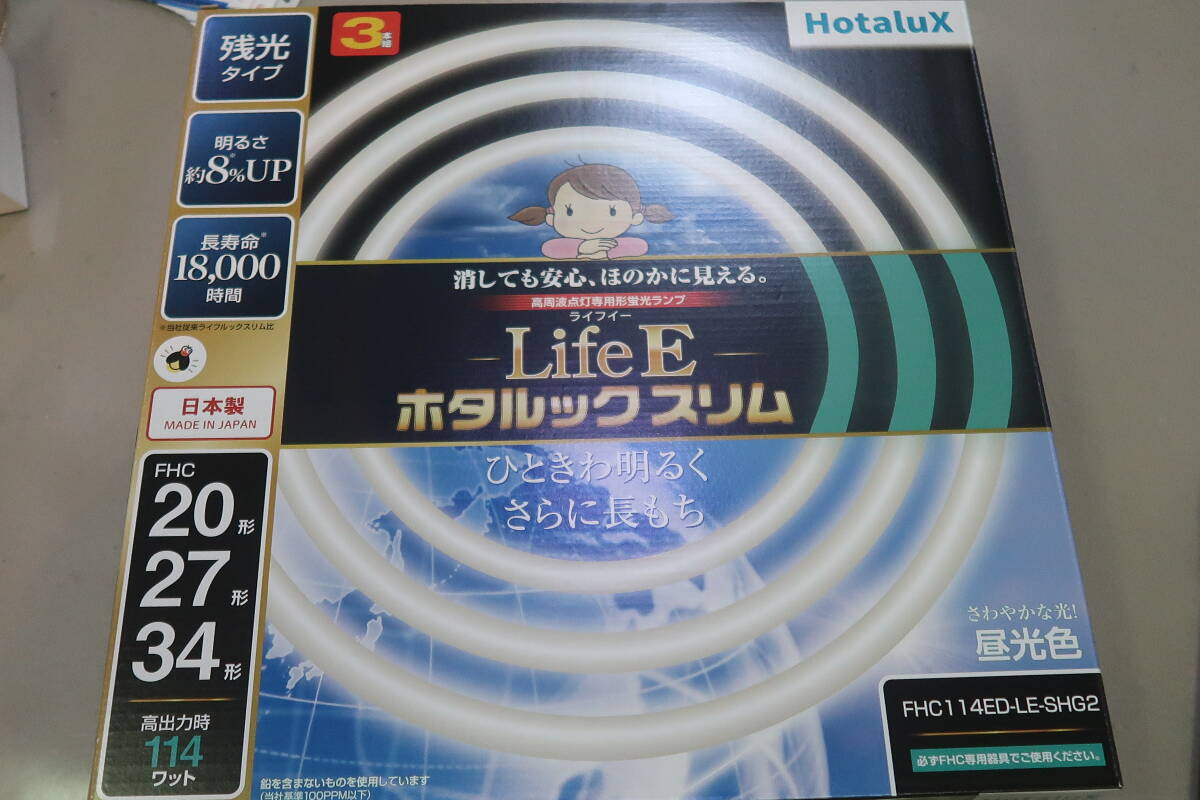 HotaluX
3本組
残光
タイプ
明るさ
約8%※UP
長寿命※
18,000
時間
※当社従来ライフルックスリム比
日本製
MADE IN JAPAN
FHC
20形
27形
34形
高出力時
114
ワット
消しても安心、ほのかに見える。
高周波点灯専用形蛍光ランプ
ライフイー
LifeE
ホタルック スリム
ひときわ明るく
さらに長もち
さわやかな光!
昼光色
FHC114ED-LE-SHG2
必ずFHC専用器具でご使用ください。
鉛を含まないものを使用しています
(当社基準100PPM以下)